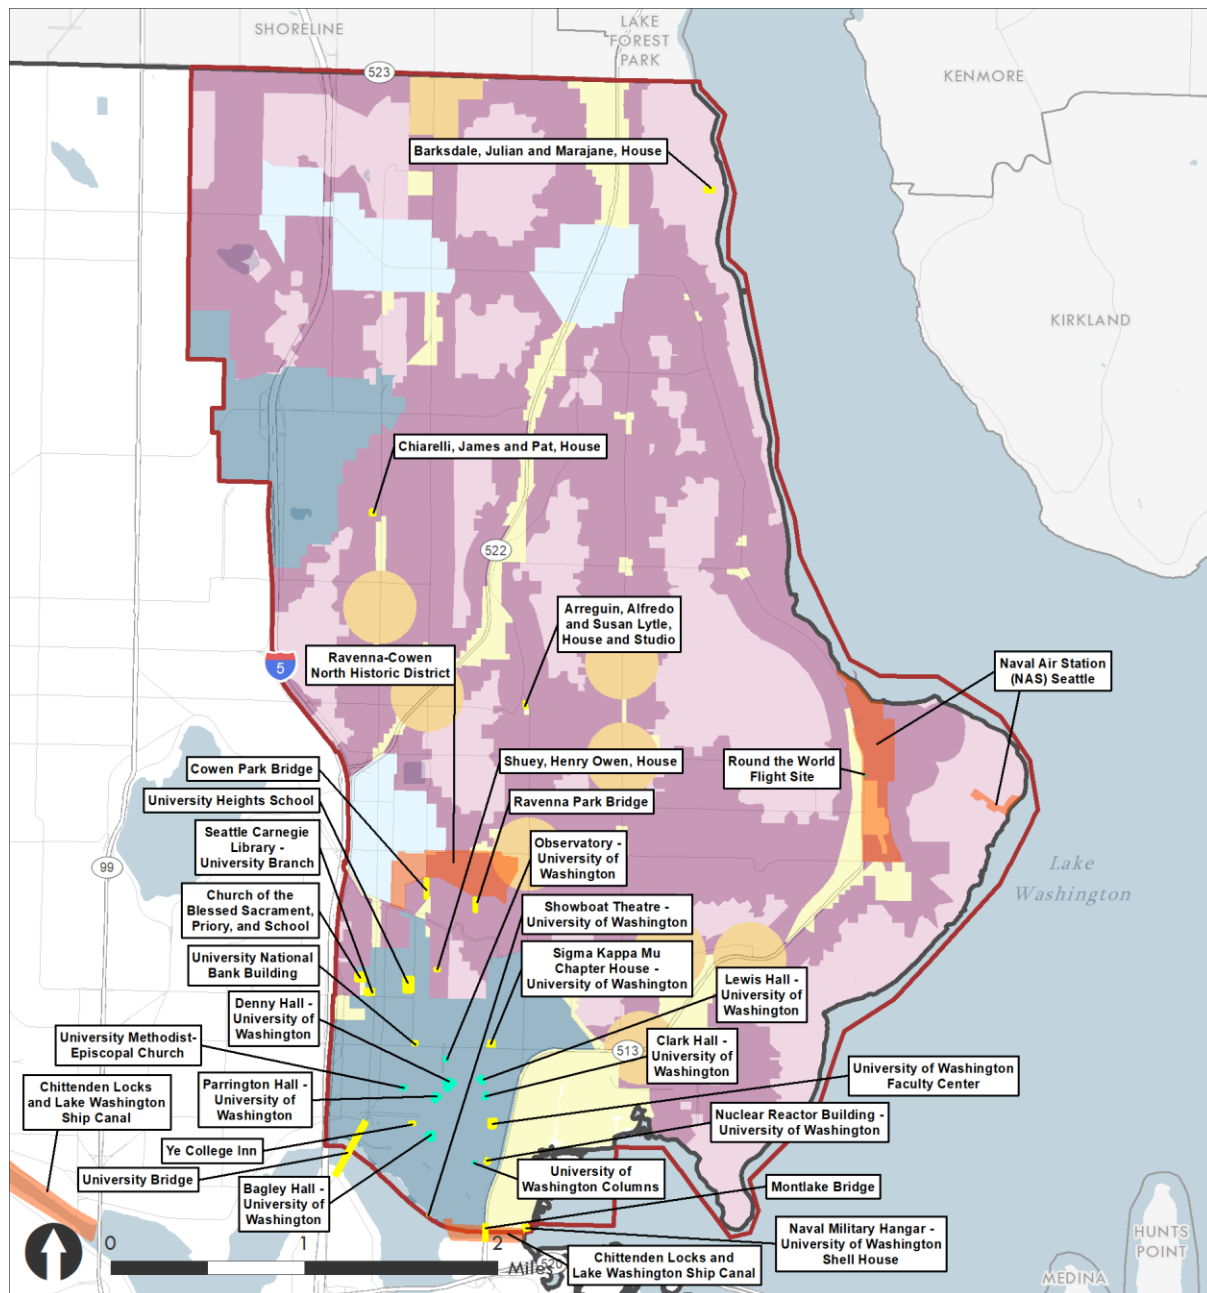 SHORELINE
LAKE
FOREST
PARK
523
KENMORE
Barksdale, Julian and Marajane, House
KIRKLAND
Chiarelli, James and Pat, House
522
Arreguin, Alfredo
and Susan Lytle,
House and Studio
Ravenna-Cowen
North Historic District
5
Naval Air Station
(NAS) Seattle
Cowen Park Bridge
Shuey, Henry Owen, House
Round the World
Flight Site
University Heights School
Ravenna Park Bridge
Seattle Carnegie
Library -
University Branch
Observatory -
University of
Washington
99
Lake
Washington
Church of the
Blessed Sacrament,
Priory, and School
Showboat Theatre -
University of Washington
University National
Bank Building
Sigma Kappa Mu
Chapter House -
University of Washington
Lewis Hall -
University of
Washington
Denny Hall -
University of
Washington
University Methodist-
Episcopal Church
Clark Hall -
University of
Washington
513
University of Washington
Faculty Center
Chittenden Locks
and Lake Washington
Ship Canal
Parrington Hall -
University of
Washington
Nuclear Reactor Building -
University of Washington
Ye College Inn
University Bridge
Bagley Hall -
University of
Washington
University of
Washington Columns
Montlake Bridge
Naval Military Hangar -
University of Washington
Shell House
HUNTS
POINT
0
1
2
Miles
520
Chittenden Locks and
Lake Washington Ship Canal
MEDINA